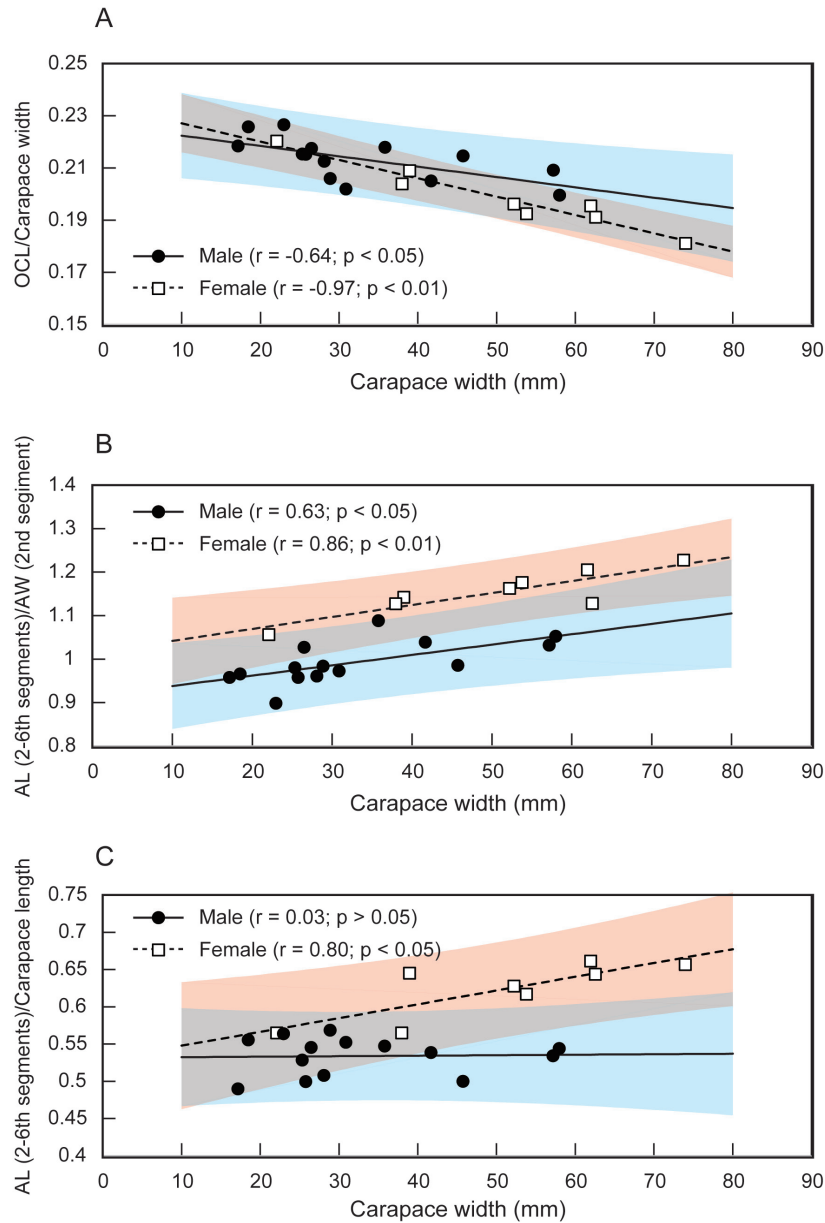 A
OCL/Carapace width
0.25
0.23
0.21
0.19
0.17
0.15
Male (r = -0.64; p < 0.05)
Female (r = -0.97; p < 0.01)
0 10 20 30 40 50 60 70 80 90
Carapace width (mm)
B
AL (2-6th segments)/AW (2nd segiment)
1.4
1.3
1.2
1.1
1
0.9
0.8
Male (r = 0.63; p < 0.05)
Female (r = 0.86; p < 0.01)
0 10 20 30 40 50 60 70 80 90
Carapace width (mm)
C
AL (2-6th segments)/Carapace length
0.75
0.7
0.65
0.6
0.55
0.5
0.45
0.4
Male (r = 0.03; p > 0.05)
Female (r = 0.80; p < 0.05)
0 10 20 30 40 50 60 70 80 90
Carapace width (mm)